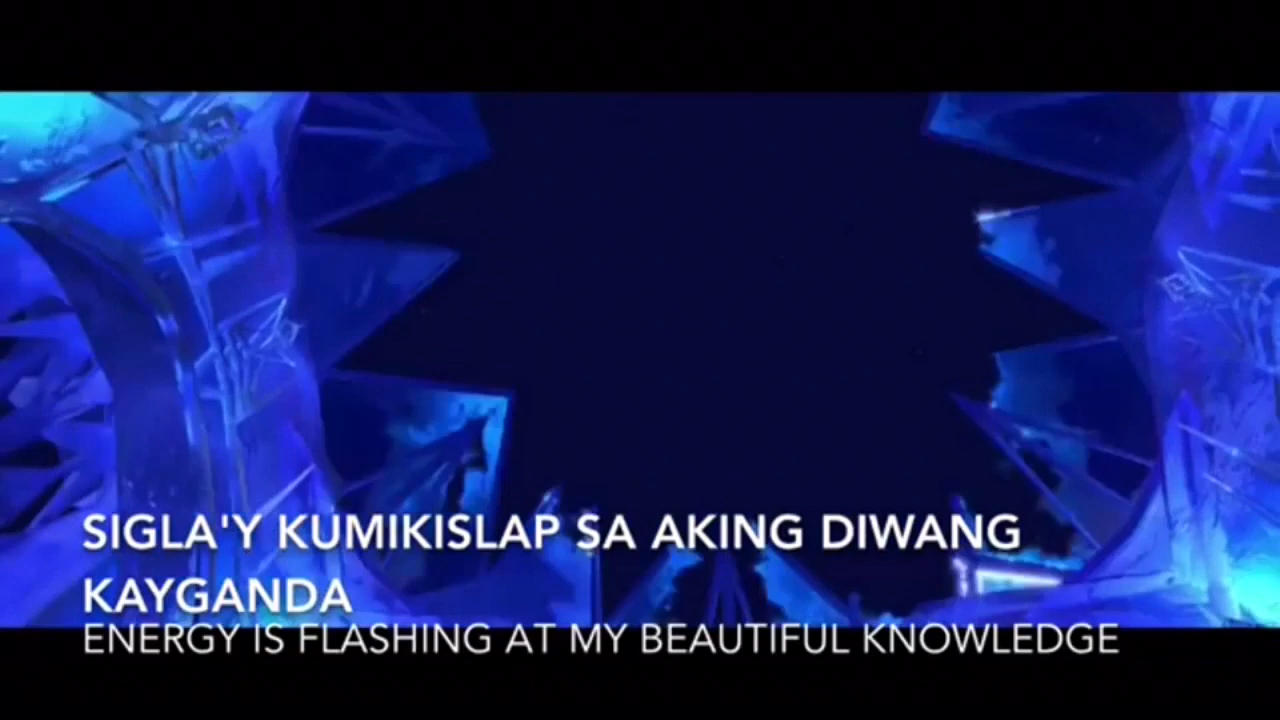 SIGLA'Y KUMIKISLAP SA AKING DIWANG
KAYGANDA
ENERGY IS FLASHING AT MY BEAUTIFUL KNOWLEDGE